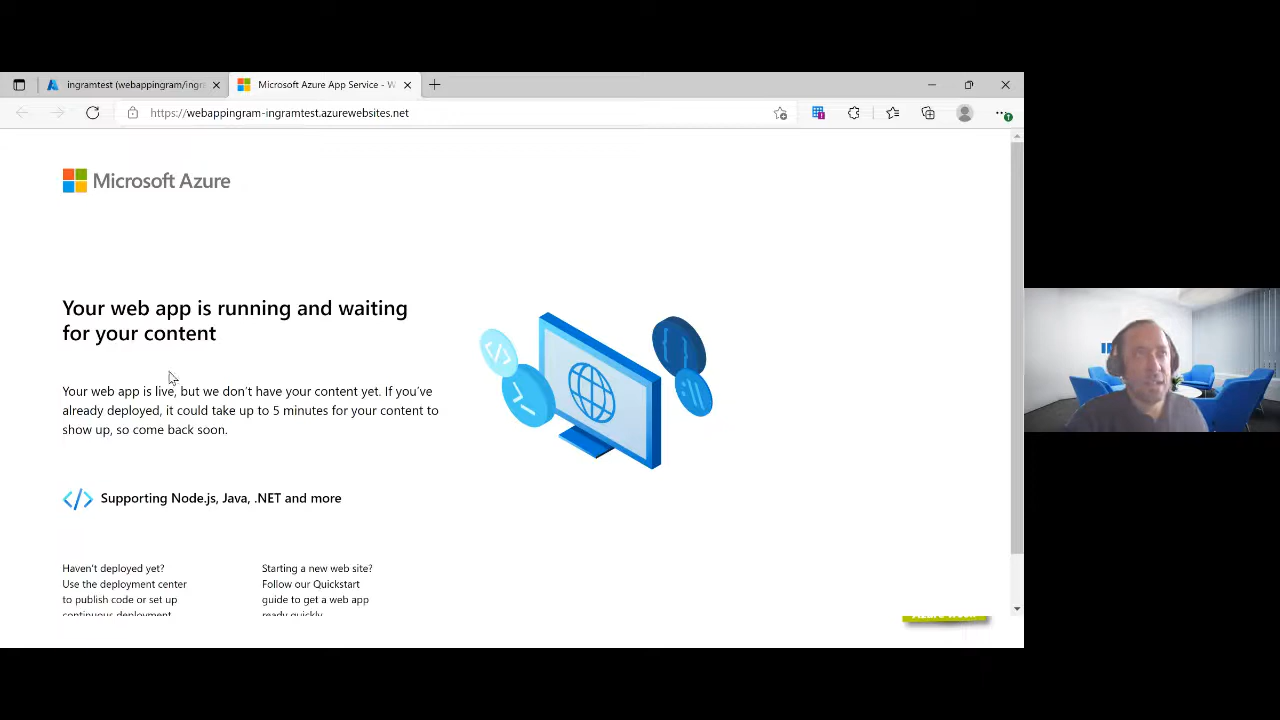 ingramtest (webappingram/ingr
Microsoft Azure App Service - W
https://webappingram-ingramtest.azurewebsites.net
Microsoft Azure
Your web app is running and waiting
for your content
Your web app is live, but we don't have your content yet. If you've
already deployed, it could take up to 5 minutes for your content to
show up, so come back soon.
Supporting Node.js, Java, .NET and more
Haven't deployed yet?
Use the deployment center
to publish code or set up
continuous deployment
Starting a new web site?
Follow our Quickstart
guide to get a web app
ready quickly